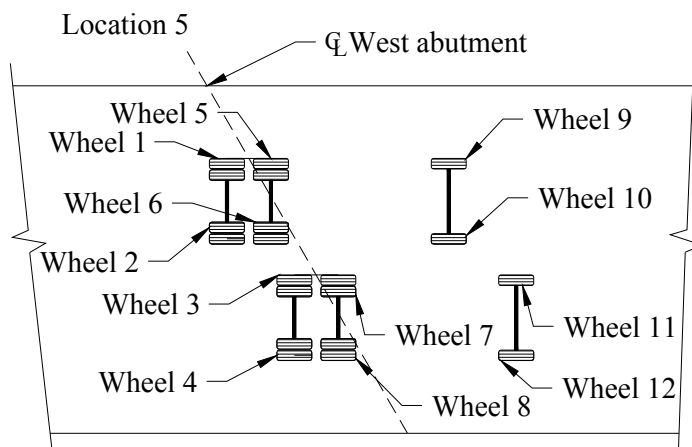 Location 5
℄ West abutment
Wheel 5
Wheel 1
Wheel 9
Wheel 6
Wheel 10
Wheel 2
Wheel 3
Wheel 7
Wheel 11
Wheel 4
Wheel 8
Wheel 12